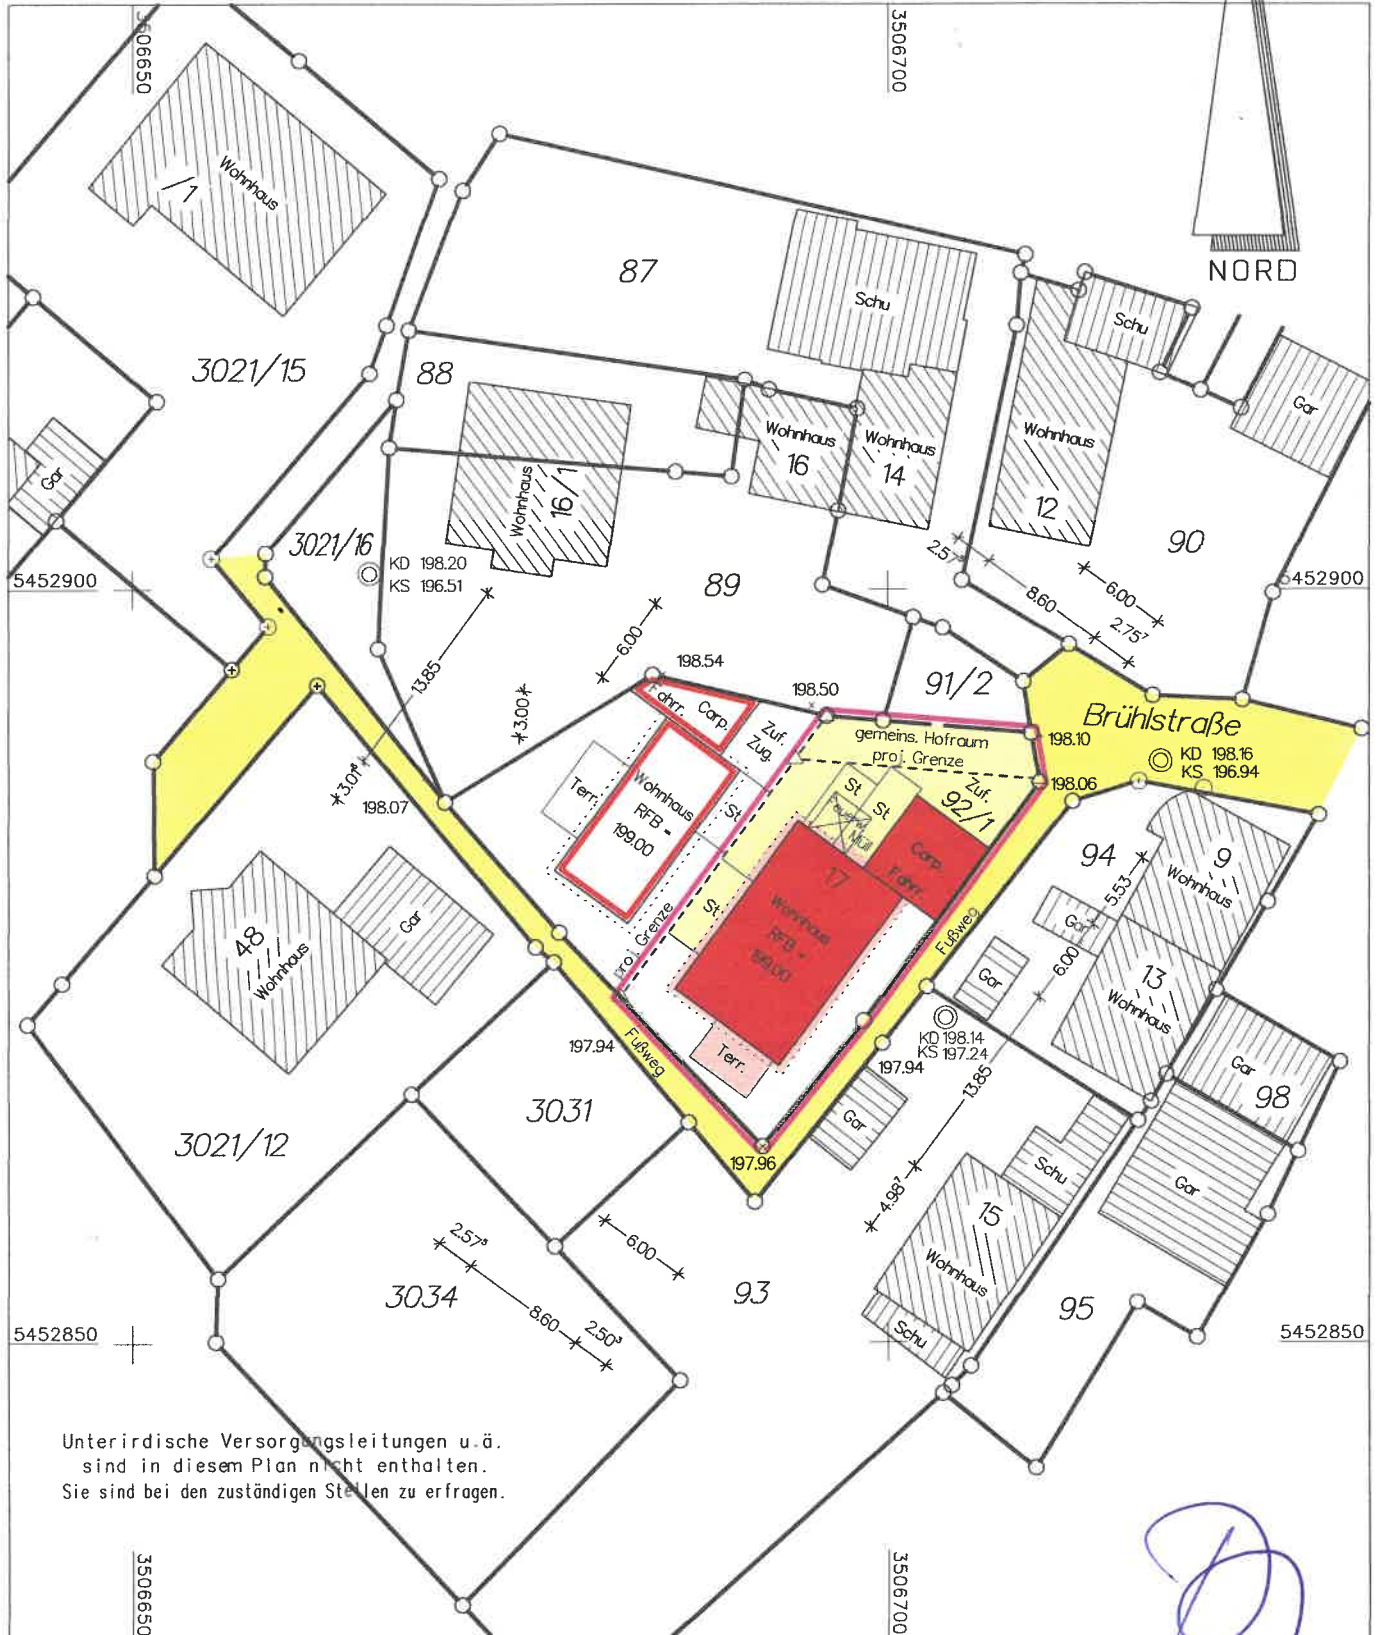 3506650
3506700
NORD
Wohnhaus
/1
87
Schu
Schu
3021/15
88
Gar
Wohnhaus
16
Wohnhaus
14
Wohnhaus
12
Gar
Wohnhaus
16/1
3021/16
KD 198.20
KS 196.51
2.57⁵
90
5452900
89
8.60
6.00
2.75⁷
5452900
6.00
13.85
198.54
198.50
91/2
3.00
Fahrr.
Carp.
Zuf.
Zug.
gemeins. Hofraum
proj. Grenze
198.10
Brühlstraße
KD 198.16
KS 196.94
3.01⁸
198.07
Terr.
Wohnhaus
RFB =
199.00
St
St
St
Zuf.
92/1
198.06
Müll
Carp.
Fahrr.
94
9
Wohnhaus
5.53
17
Wohnhaus
RFB =
199.00
Gar
48
Wohnhaus
St
proj. Grenze
Fußweg
Gar
6.00
Gar
13
Wohnhaus
197.94
Fußweg
Terr.
KD 198.14
KS 197.24
197.94
13.85
Gar
98
3031
Gar
3021/12
197.96
Schu
Gar
4.98⁷
15
Wohnhaus
2.57⁵
6.00
3034
93
95
8.60
2.50³
5452850
Schu
5452850
Unterirdische Versorgungsleitungen u.ä.
sind in diesem Plan nicht enthalten.
Sie sind bei den zuständigen Stellen zu erfragen.
3506650
3506700